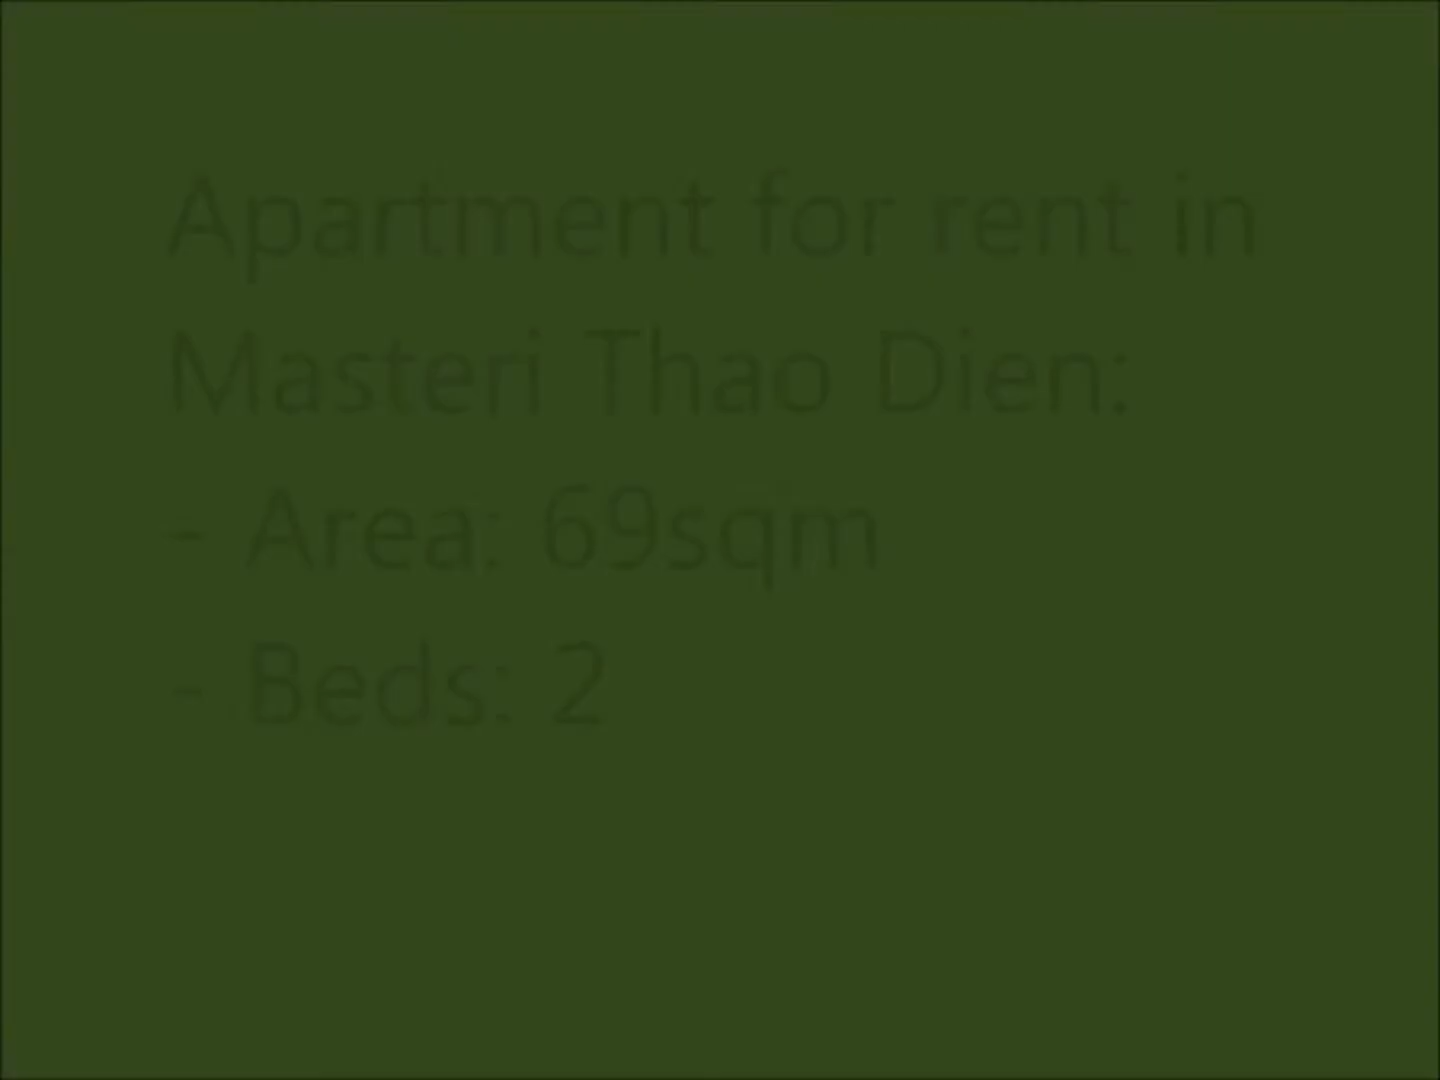 Apartment for rent in
Masteri Thao Dien:
- Area: 69sqm
- Beds: 2